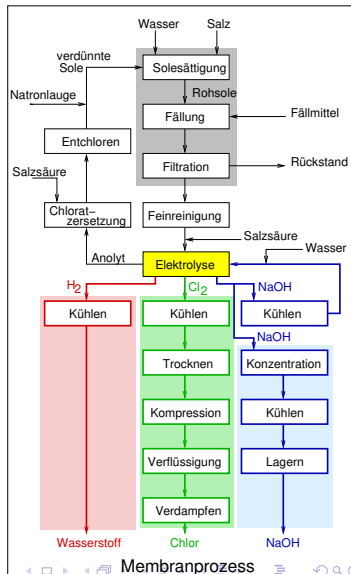 Wasser
Salz
verdünnte
Sole
Solesättigung
Rohsole
Natronlauge
Fällung
Fällmittel
Entchloren
Filtration
Rückstand
Salzsäure
Chlorat–
zersetzung
Feinreinigung
Salzsäure
Wasser
Anolyt
Elektrolyse
H2
Cl2
NaOH
Kühlen
Kühlen
Kühlen
NaOH
Trocknen
Konzentration
Kompression
Kühlen
Verflüssigung
Lagern
Verdampfen
Wasserstoff
Chlor
NaOH
Membranprozess